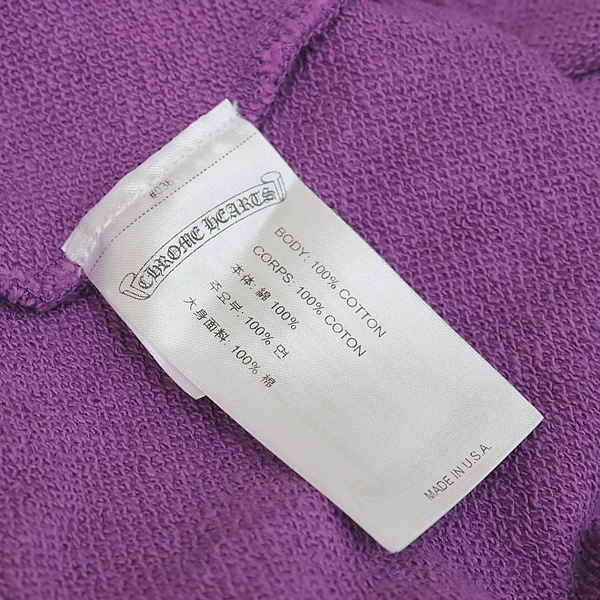 #036
CHROME HEARTS
BODY: 100% COTTON
CORPS: 100% COTON
本体: 綿 100%
주요부: 100% 면
大身面料: 100% 棉
MADE IN U.S.A.